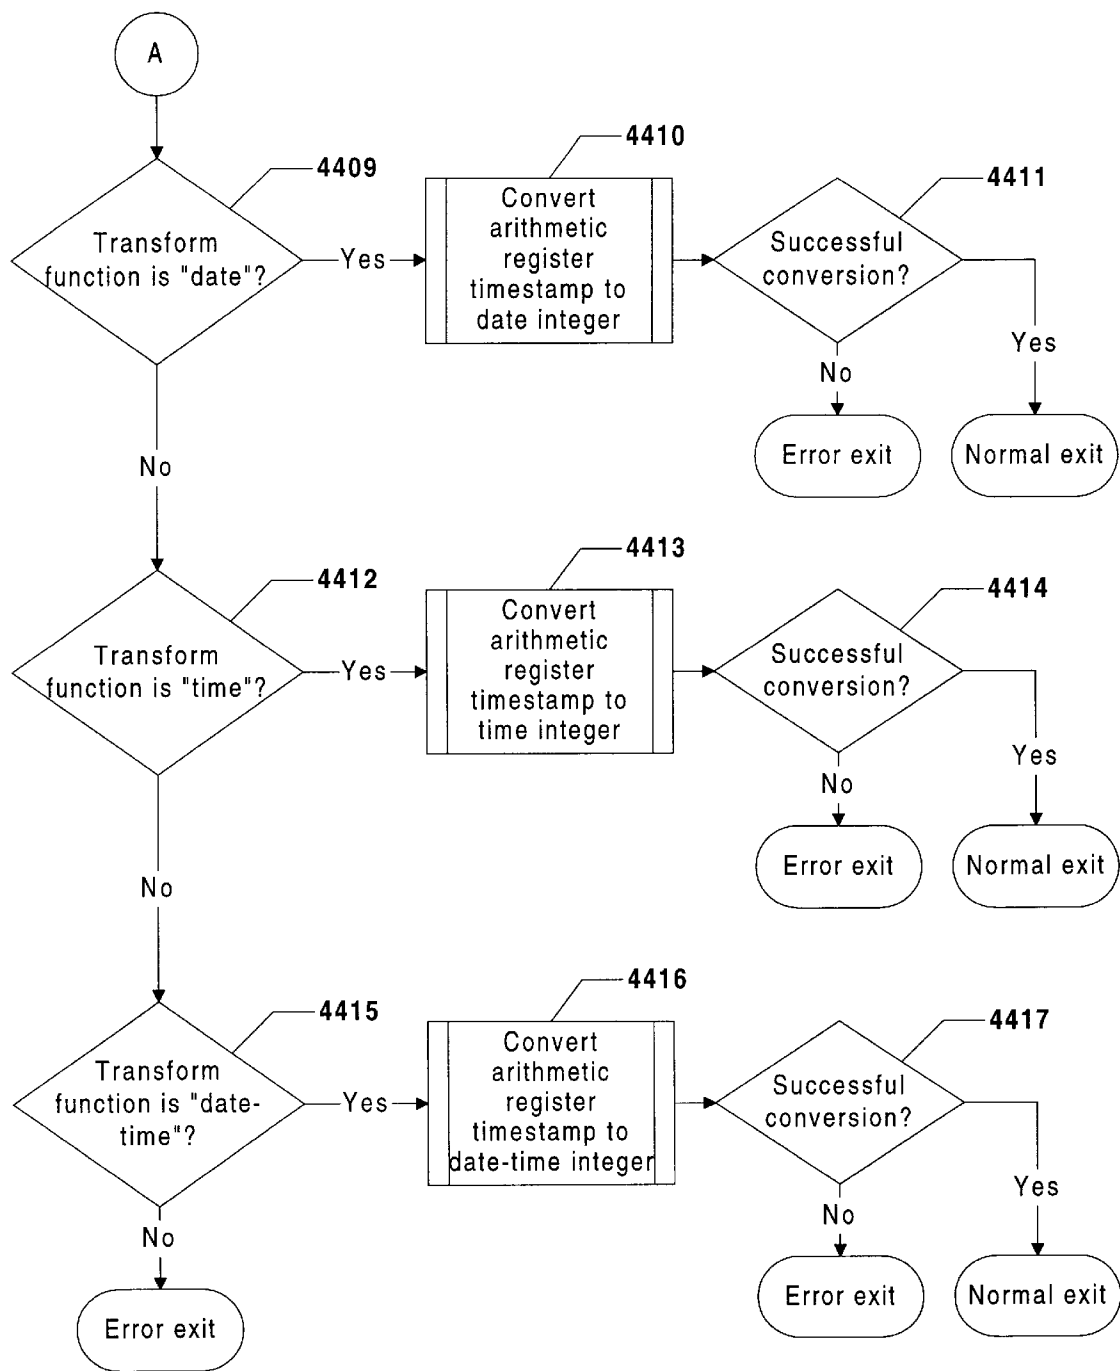 A
4409
Transform
function is "date"?
Yes
4410
Convert
arithmetic
register
timestamp to
date integer
4411
Successful
conversion?
No
Yes
Error exit
Normal exit
No
4412
Transform
function is "time"?
Yes
4413
Convert
arithmetic
register
timestamp to
time integer
4414
Successful
conversion?
No
Yes
Error exit
Normal exit
No
4415
Transform
function is "date-
time"?
Yes
4416
Convert
arithmetic
register
timestamp to
date-time integer
4417
Successful
conversion?
No
Yes
Error exit
Normal exit
No
Error exit